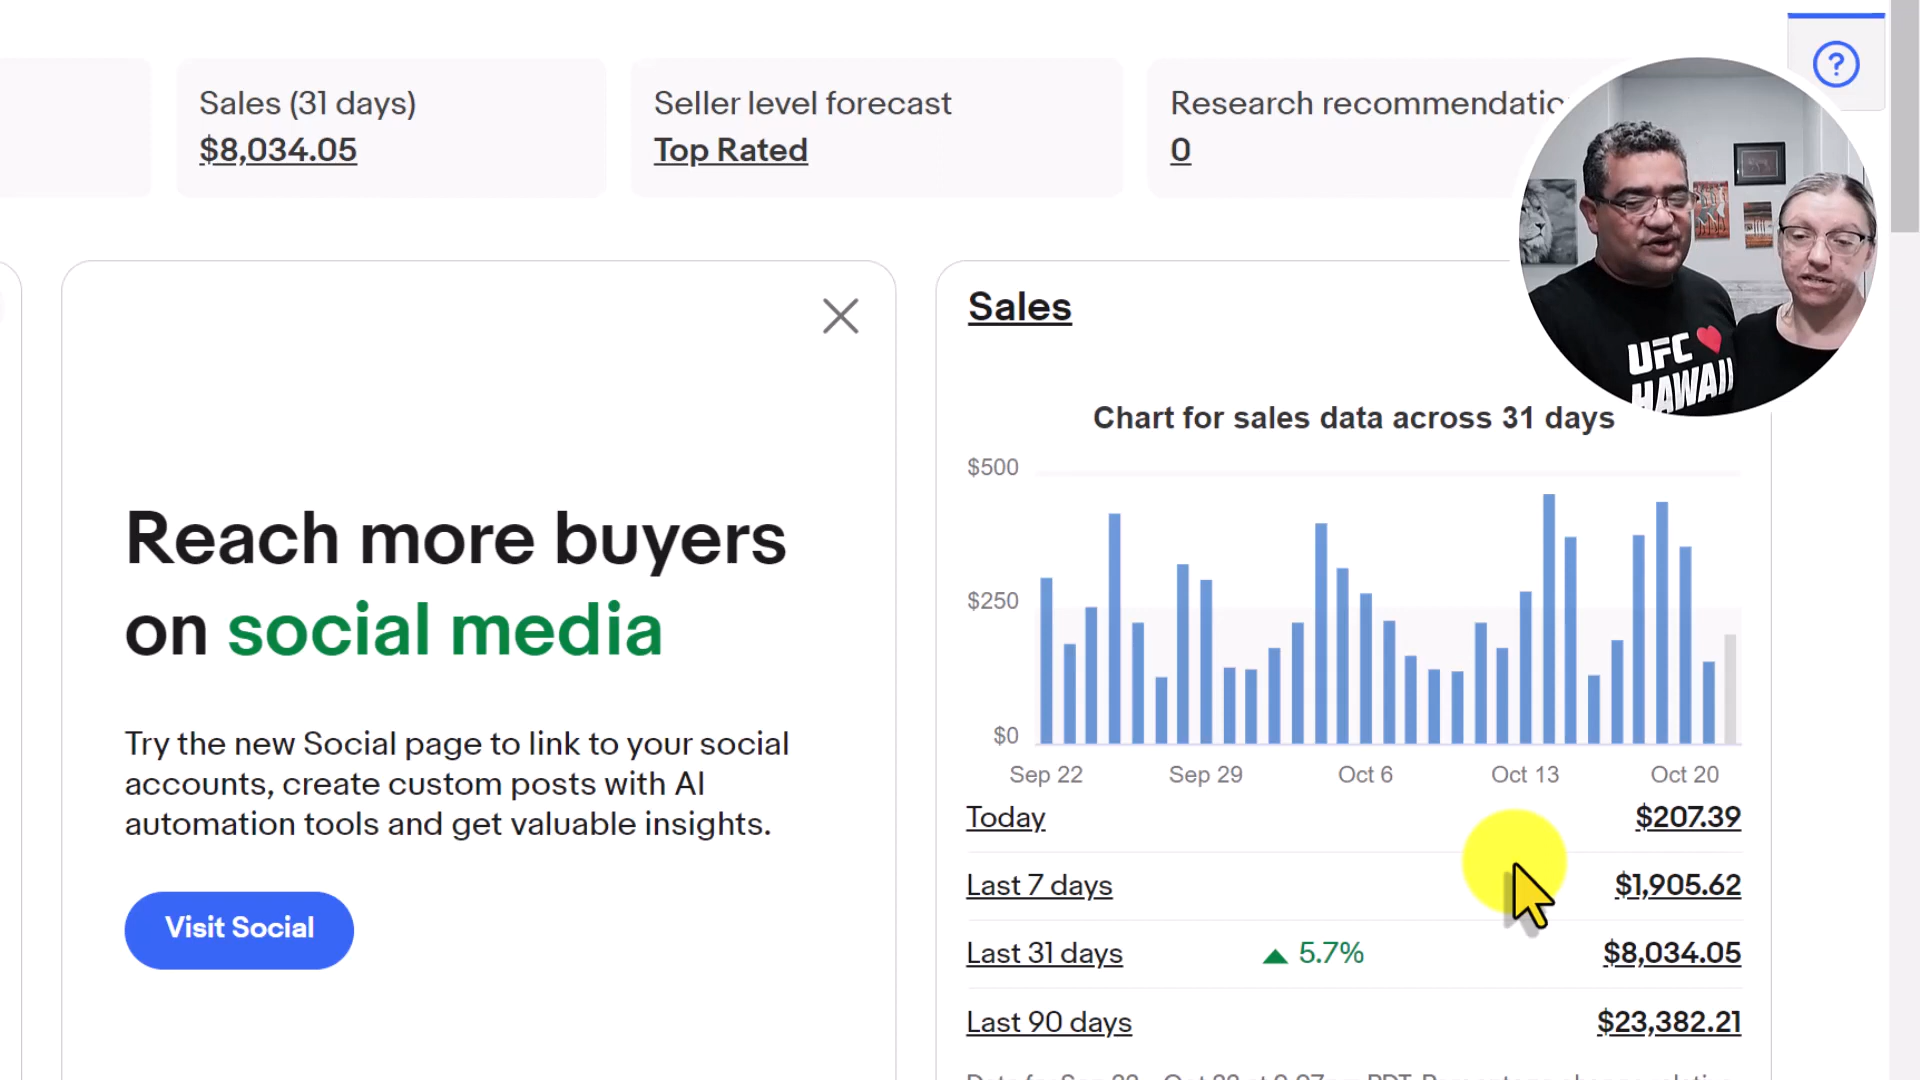 Sales (31 days)
$8,034.05
Seller level forecast
Top Rated
Research
0
?
UFC
HAWAII
Reach more buyers
on social media
Try the new Social page to link to your social
accounts, create custom posts with AI
automation tools and get valuable insights.
Visit Social
Sales
Chart for sales data across 31 days
$500
$250
$0
Sep 22
Sep 29
Oct 6
Oct 13
Oct 20
Today
$207.39
Last 7 days
$1,905.62
Last 31 days
5.7%
$8,034.05
Last 90 days
$23,382.21